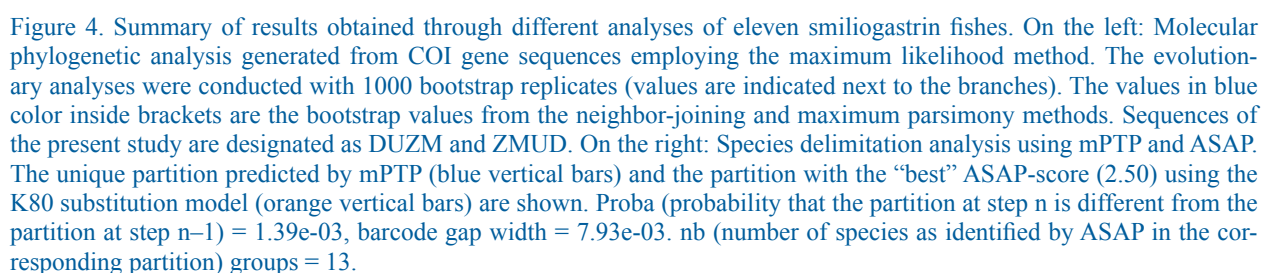 Figure 4. Summary of results obtained through different analyses of eleven smiliogastrin fishes. On the left: Molecular
phylogenetic analysis generated from COI gene sequences employing the maximum likelihood method. The evolution-
ary analyses were conducted with 1000 bootstrap replicates (values are indicated next to the branches). The values in blue
color inside brackets are the bootstrap values from the neighbor-joining and maximum parsimony methods. Sequences of
the present study are designated as DUZM and ZMUD. On the right: Species delimitation analysis using mPTP and ASAP.
The unique partition predicted by mPTP (blue vertical bars) and the partition with the “best” ASAP-score (2.50) using the
K80 substitution model (orange vertical bars) are shown. Proba (probability that the partition at step n is different from the
partition at step n–1) = 1.39e-03, barcode gap width = 7.93e-03. nb (number of species as identified by ASAP in the cor-
responding partition) groups = 13.